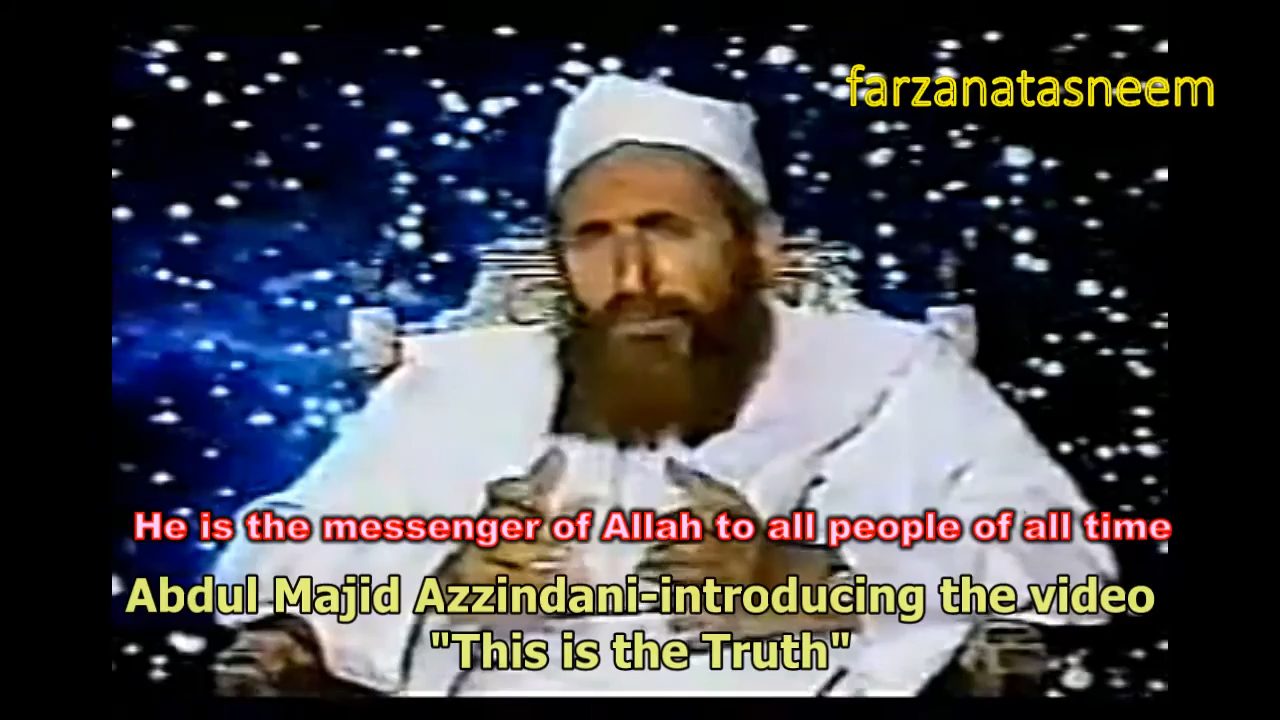 farzanatasneem
He is the messenger of Allah to all people of all time
Abdul Majid Azzindani-introducing the video
"This is the Truth"